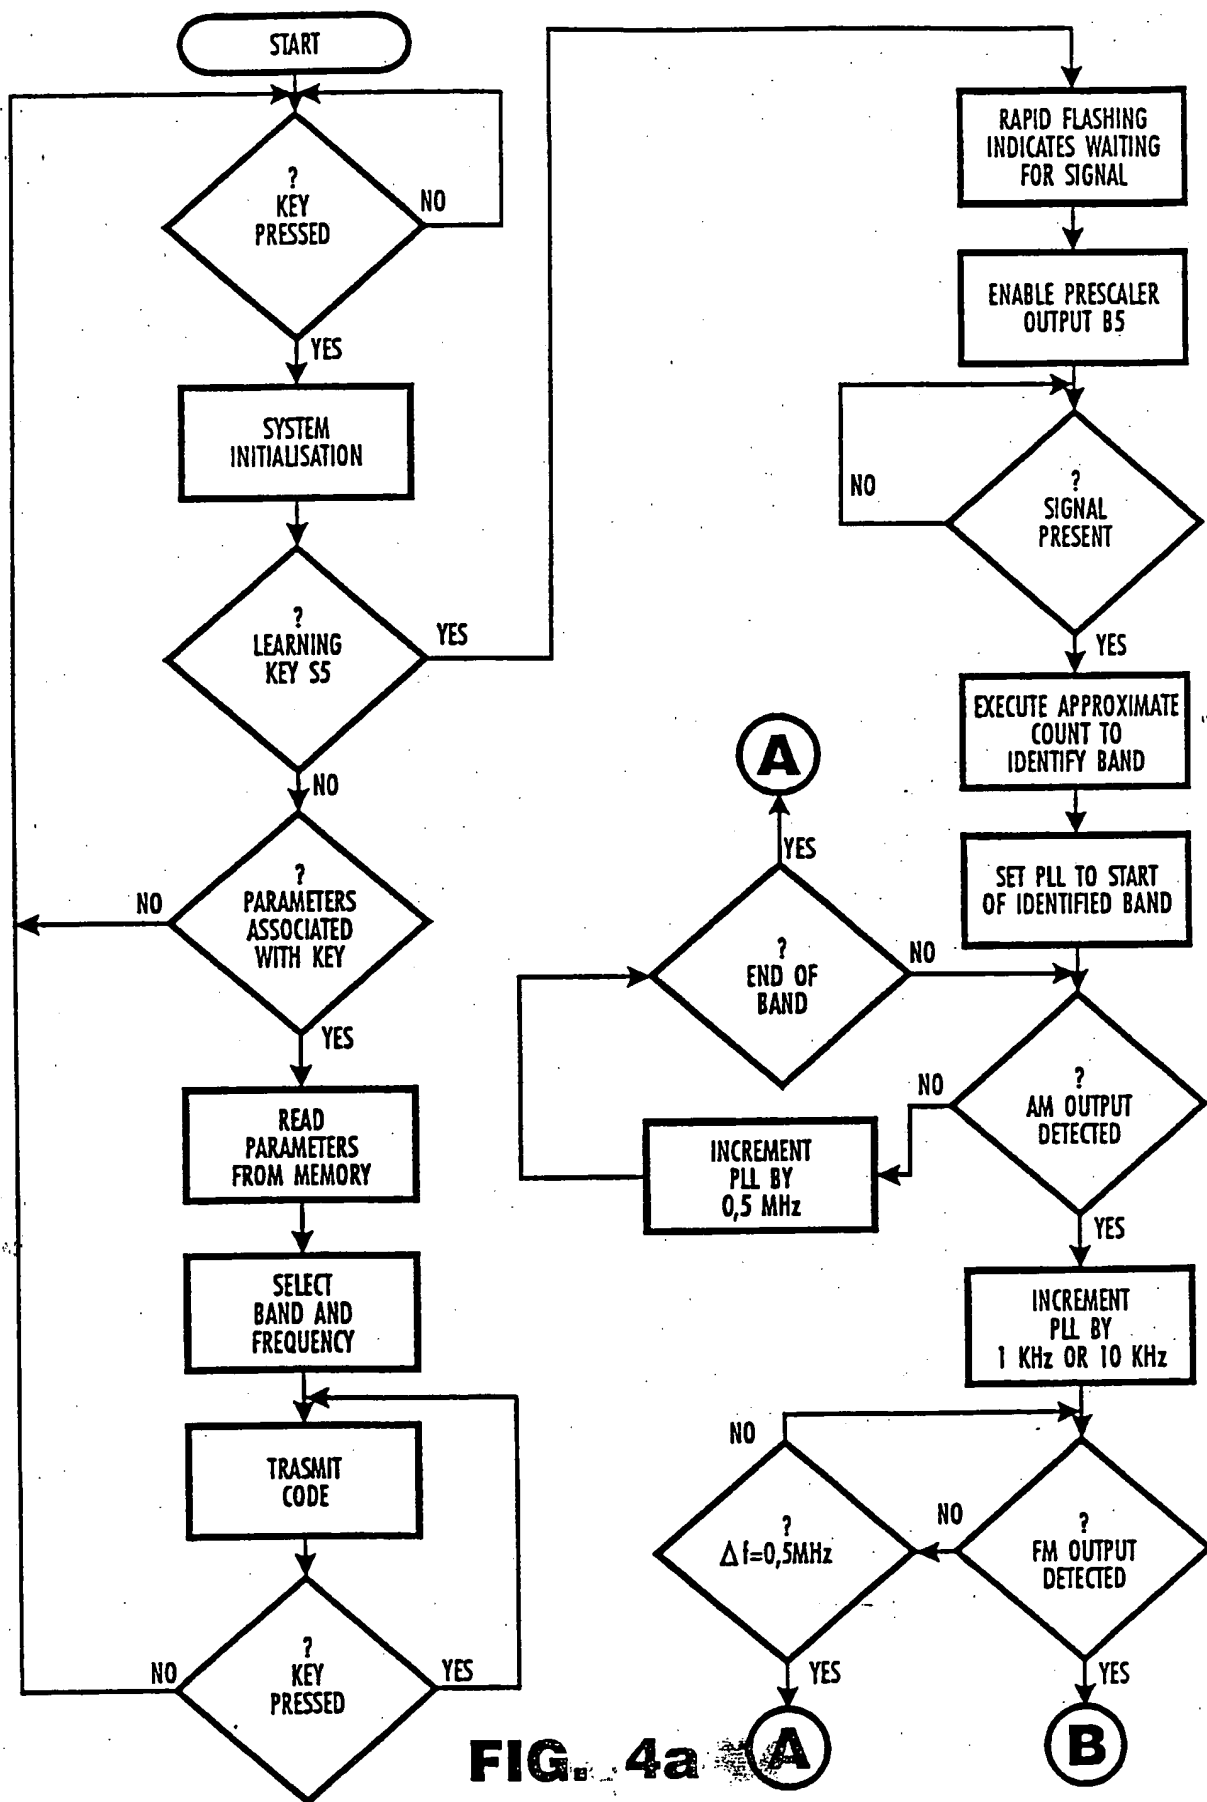 START
?
KEY
PRESSED
NO
YES
SYSTEM
INITIALISATION
?
LEARNING
KEY S5
YES
NO
?
PARAMETERS
ASSOCIATED
WITH KEY
NO
YES
READ
PARAMETERS
FROM MEMORY
SELECT
BAND AND
FREQUENCY
TRASMIT
CODE
?
KEY
PRESSED
NO
YES
RAPID FLASHING
INDICATES WAITING
FOR SIGNAL
ENABLE PRESCALER
OUTPUT B5
?
SIGNAL
PRESENT
NO
YES
EXECUTE APPROXIMATE
COUNT TO
IDENTIFY BAND
SET PLL TO START
OF IDENTIFIED BAND
A
YES
?
END OF
BAND
NO
?
AM OUTPUT
DETECTED
NO
YES
INCREMENT
PLL BY
0,5 MHz
INCREMENT
PLL BY
1 KHz OR 10 KHz
?
FM OUTPUT
DETECTED
NO
YES
?
Δf=0,5MHz
NO
YES
A
B
FIG. 4a